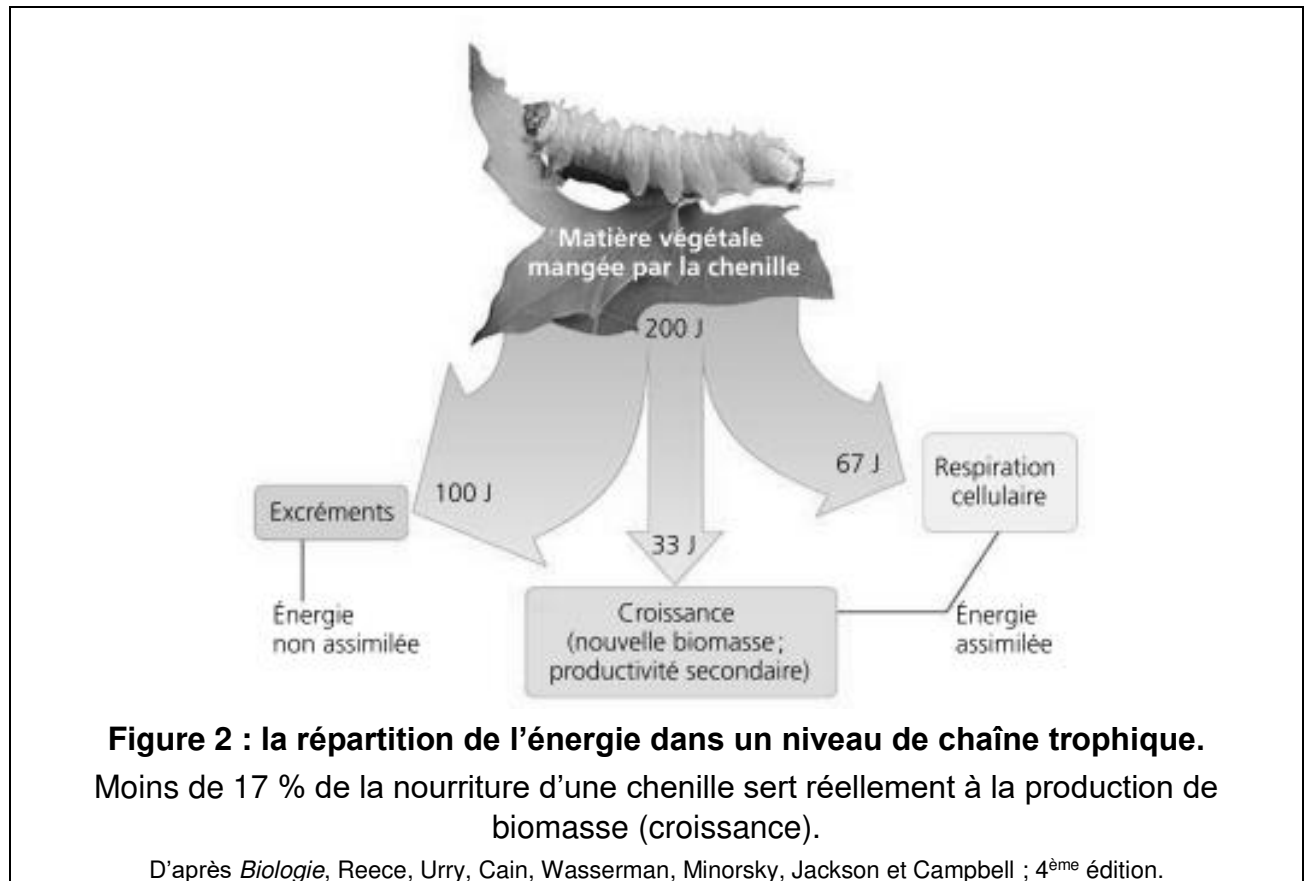 Matière végétale
mangée par la chenille
200 J
100 J
33 J
67 J
Excréments
Respiration
cellulaire
Énergie
non assimilée
Croissance
(nouvelle biomasse ;
productivité secondaire)
Énergie
assimilée
Figure 2 : la répartition de l’énergie dans un niveau de chaîne trophique.
Moins de 17 % de la nourriture d’une chenille sert réellement à la production de
biomasse (croissance).
D’après Biologie, Reece, Urry, Cain, Wasserman, Minorsky, Jackson et Campbell ; 4ème édition.